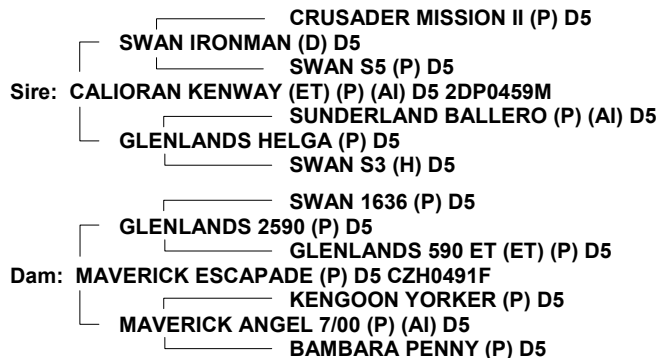 CRUSADER MISSION II (P) D5
SWAN IRONMAN (D) D5
SWAN S5 (P) D5
Sire: CALIORAN KENWAY (ET) (P) (AI) D5 2DP0459M
SUNDERLAND BALLERO (P) (AI) D5
GLENLANDS HELGA (P) D5
SWAN S3 (H) D5
SWAN 1636 (P) D5
GLENLANDS 2590 (P) D5
GLENLANDS 590 ET (ET) (P) D5
Dam: MAVERICK ESCAPADE (P) D5 CZH0491F
KENGOON YORKER (P) D5
MAVERICK ANGEL 7/00 (P) (AI) D5
BAMBARA PENNY (P) D5